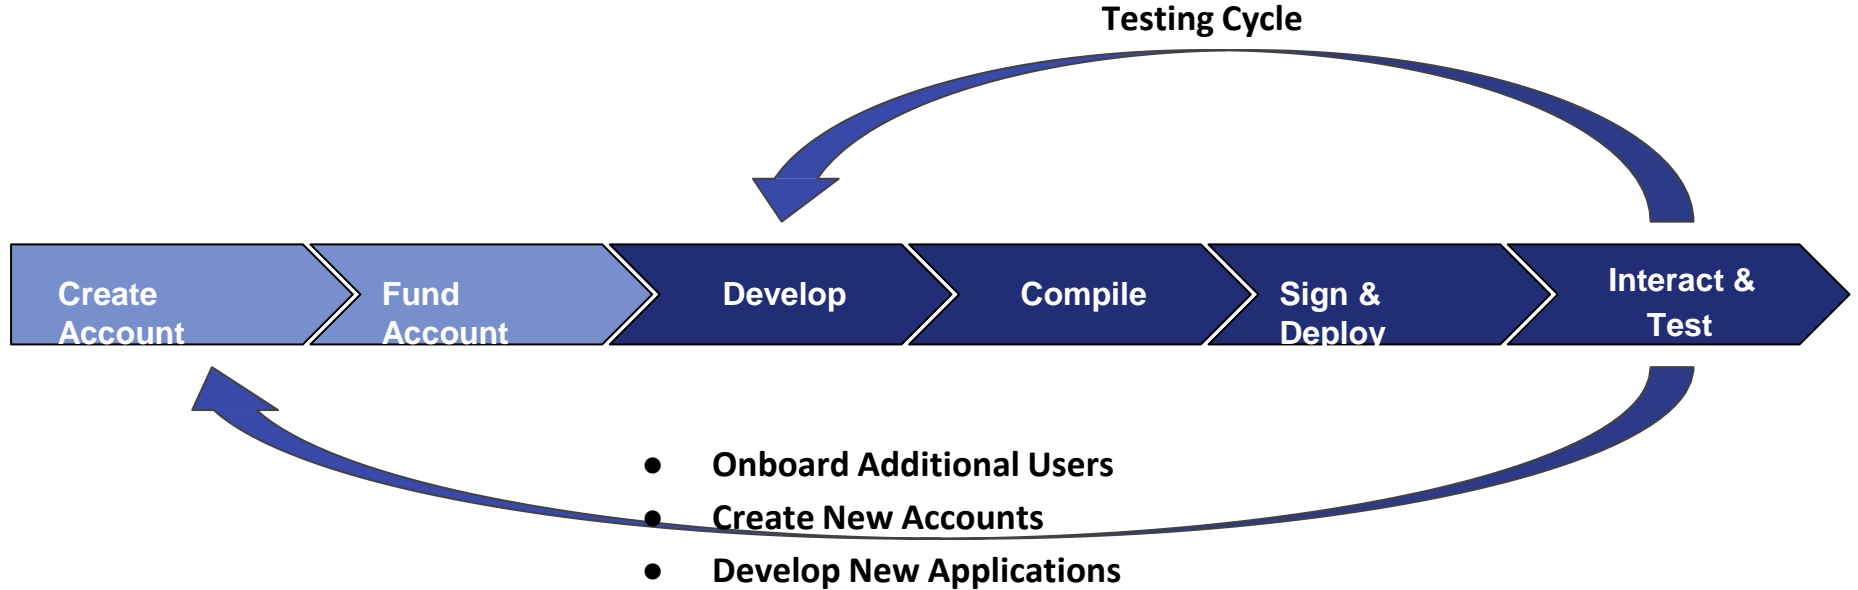 Testing Cycle
Create
Account
Fund
Account
Develop
Compile
Sign &
Deploy
Interact &
Test
● Onboard Additional Users
● Create New Accounts
● Develop New Applications